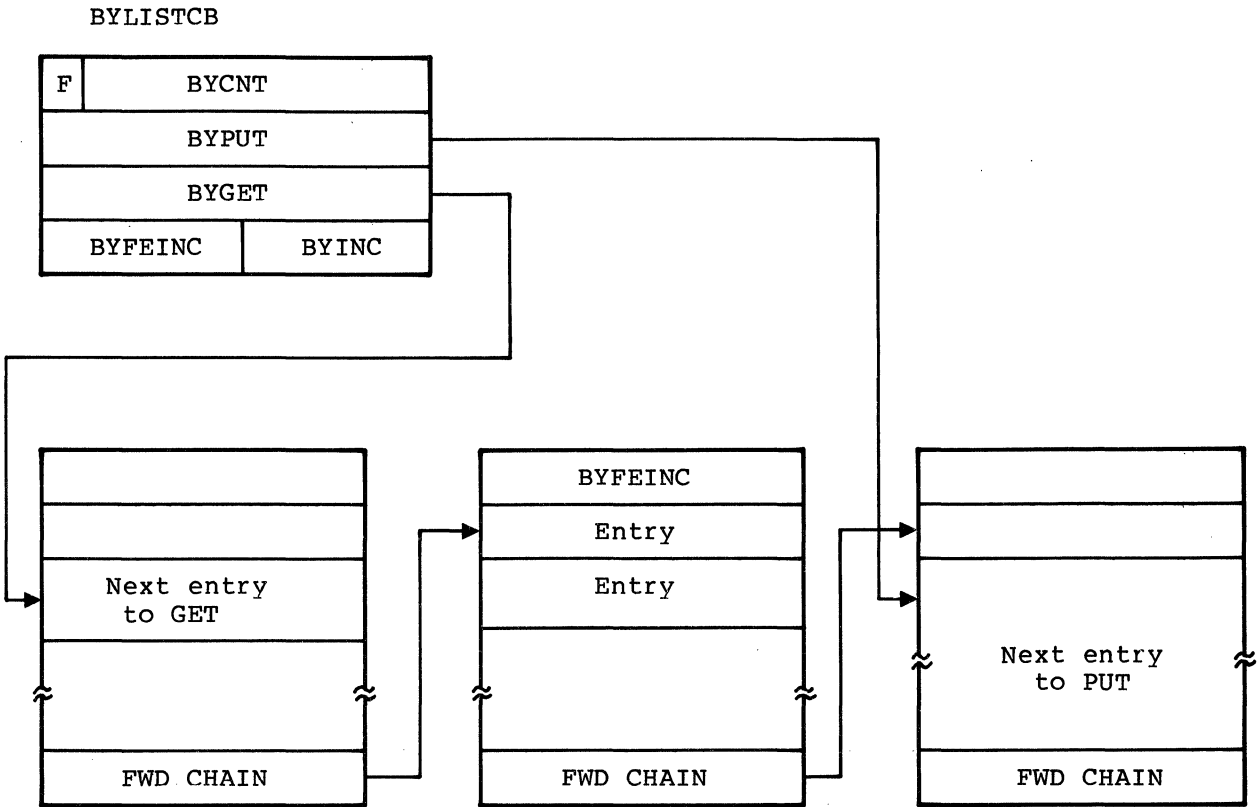 BYLISTCB
F BYCNT
BYPUT
BYGET
BYFEINC BYINC
BYFEINC
Entry
Next entry
to GET
Entry
Next entry
to PUT
FWD CHAIN
FWD CHAIN
FWD CHAIN